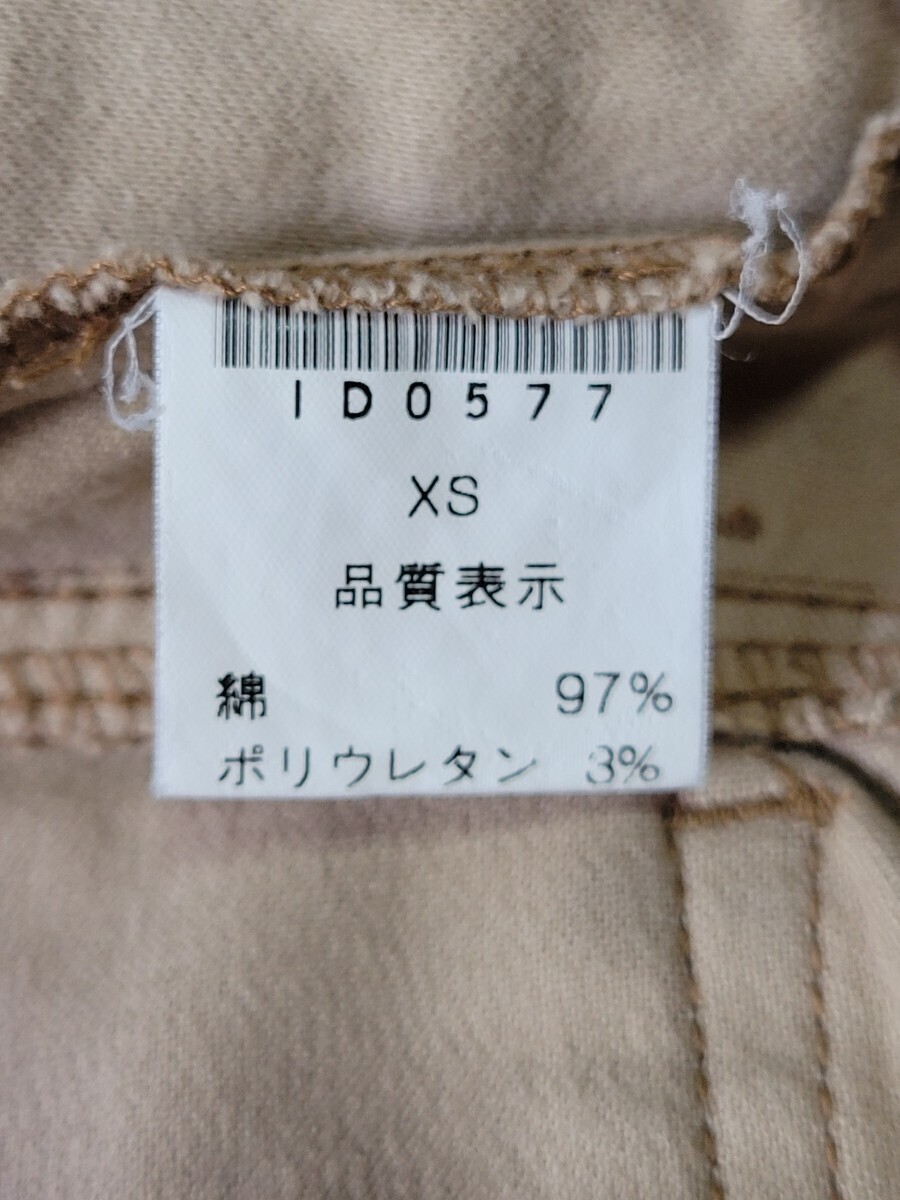 ID0577
XS
品質表示
綿 97%
ポリウレタン 3%